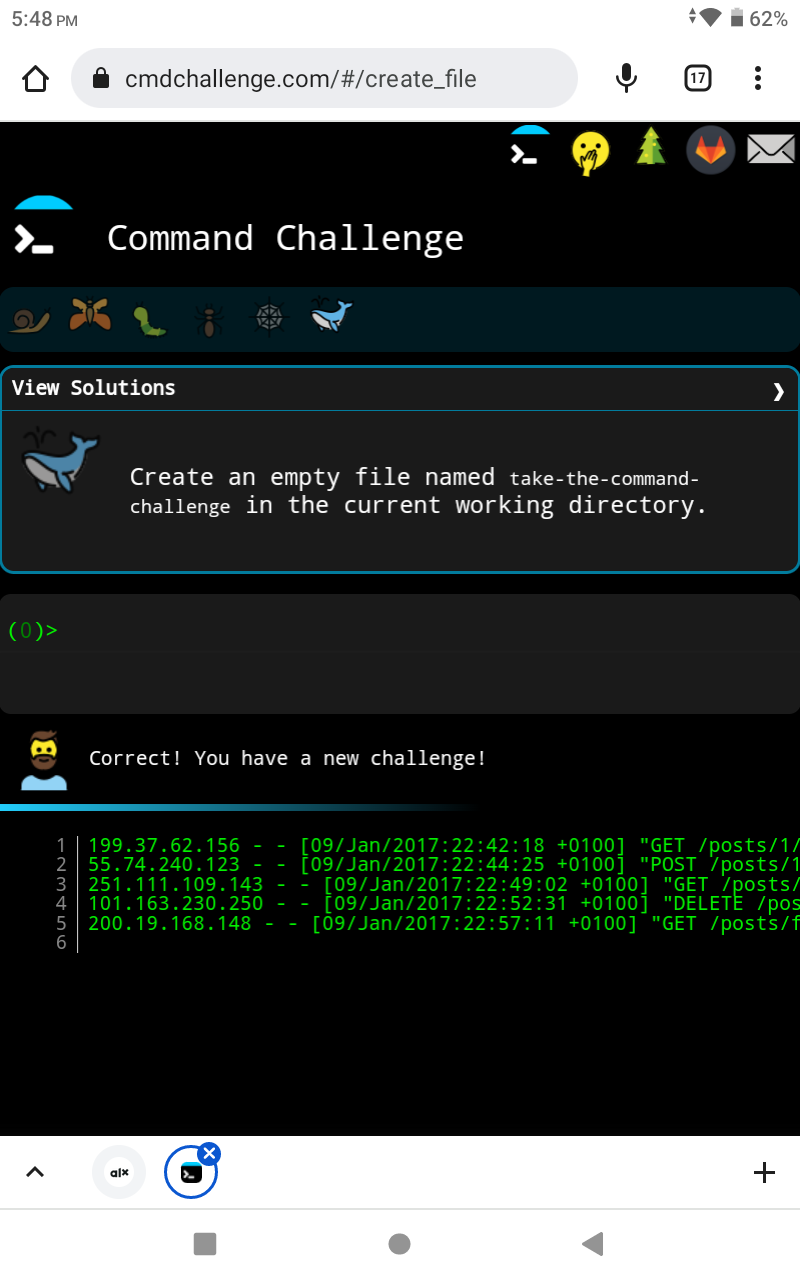 5:48 PM
62%
cmdchallenge.com/#/create_file
17
Command Challenge
View Solutions
Create an empty file named take-the-command-
challenge in the current working directory.
(0)>
Correct! You have a new challenge!
1 199.37.62.156 - - [09/Jan/2017:22:42:18 +0100] "GET /posts/1/
2 55.74.240.123 - - [09/Jan/2017:22:44:25 +0100] "POST /posts/1
3 251.111.109.143 - - [09/Jan/2017:22:49:02 +0100] "GET /posts/
4 101.163.230.250 - - [09/Jan/2017:22:52:31 +0100] "DELETE /pos
5 200.19.168.148 - - [09/Jan/2017:22:57:11 +0100] "GET /posts/f
6
alx